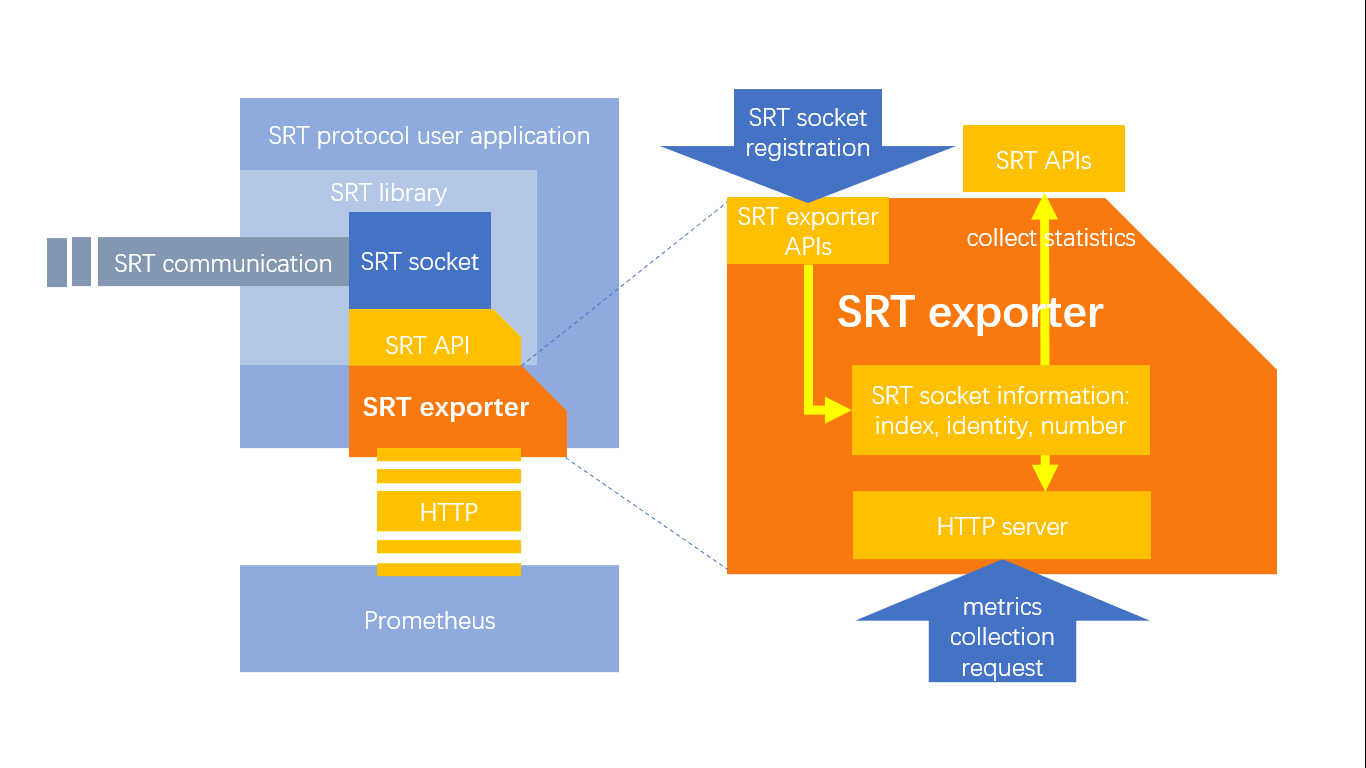 SRT protocol user application
SRT library
SRT communication
SRT socket
SRT API
SRT exporter
HTTP
Prometheus
SRT socket
registration
SRT APIs
SRT exporter
APIs
collect statistics
SRT exporter
SRT socket information:
index, identity, number
HTTP server
metrics
collection
request